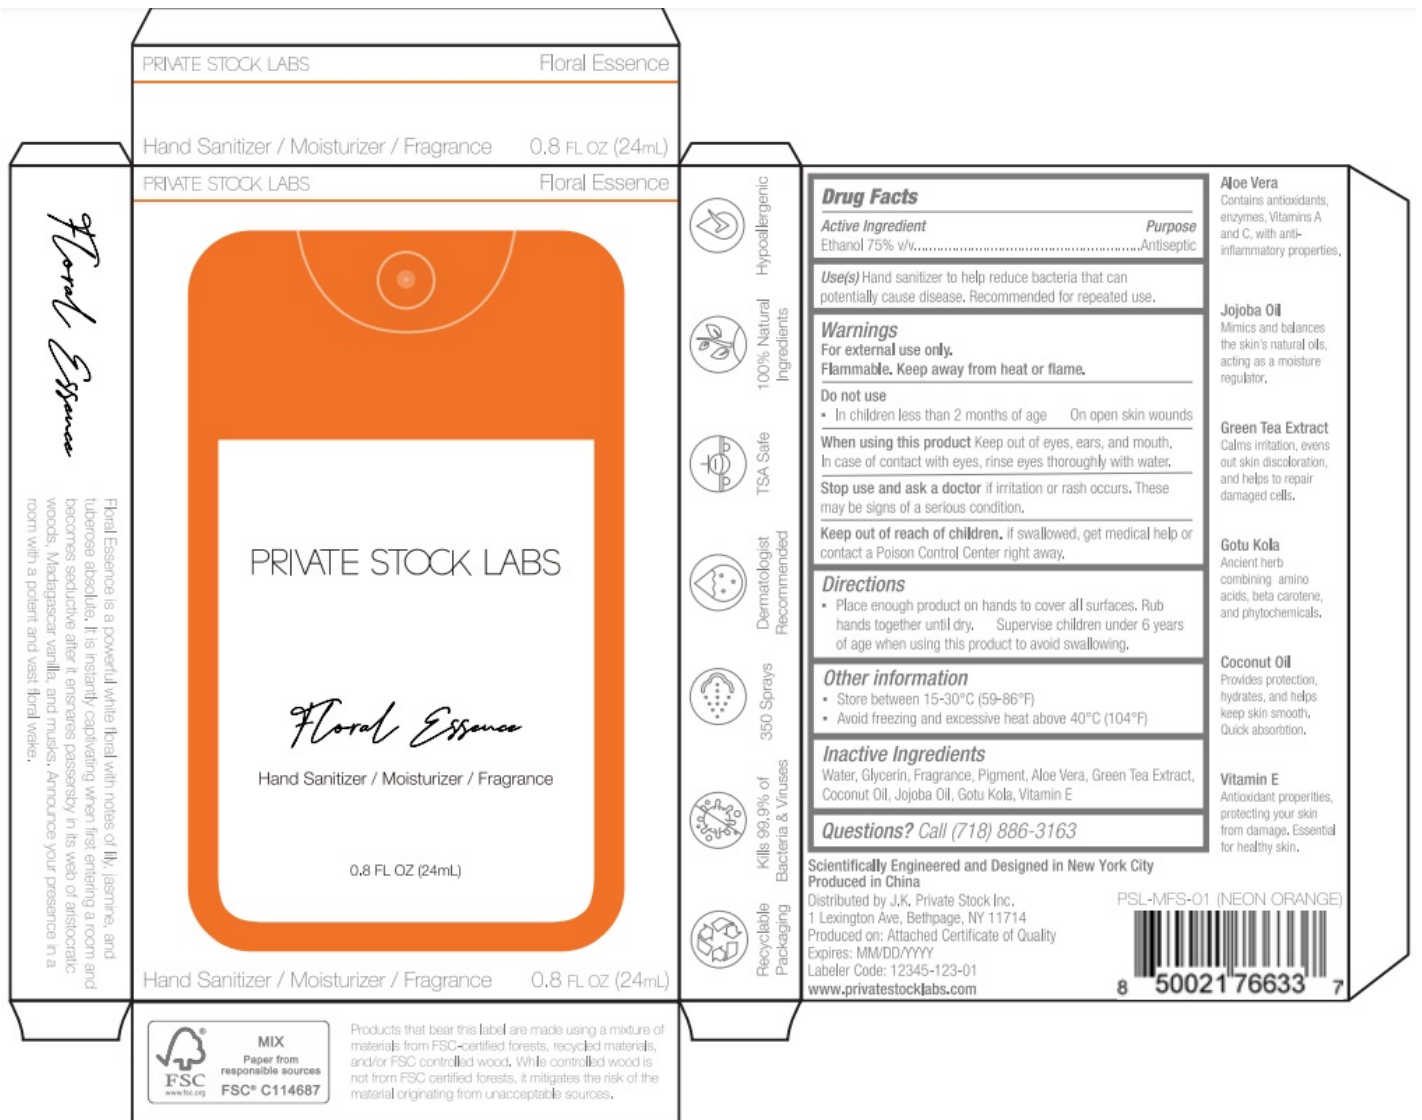 PRIVATE STOCK LABS Floral Essence
Hand Sanitizer / Moisturizer / Fragrance 0.8 FL OZ (24mL)
Floral Essence
Floral Essence is a powerful white floral with notes of lily, jasmine, and
tuberose absolute. It is instantly captivating when first entering a room and
becomes seductive after it ensnares passersby in its web of aristocratic
woods, Madagascar vanilla, and musks. Announce your presence in a
room with a potent and vast floral wake.
PRIVATE STOCK LABS Floral Essence
PRIVATE STOCK LABS
Floral Essence
Hand Sanitizer / Moisturizer / Fragrance
0.8 FL OZ (24mL)
Hand Sanitizer / Moisturizer / Fragrance 0.8 FL OZ (24mL)
FSC
www.fsc.org
MIX
Paper from
responsible sources
FSC® C114687
Products that bear this label are made using a mixture of
materials from FSC-certified forests, recycled materials,
and/or FSC controlled wood. While controlled wood is
not from FSC certified forests, it mitigates the risk of the
material originating from unacceptable sources.
Hypoallergenic
100% Natural
Ingredients
TSA Safe
Dermatologist
Recommended
350 Sprays
Kills 99.9% of
Bacteria & Viruses
Recyclable
Packaging
Drug Facts
Active Ingredient Purpose
Ethanol 75% v/v..........................................................Antiseptic
Use(s) Hand sanitizer to help reduce bacteria that can
potentially cause disease. Recommended for repeated use.
Warnings
For external use only.
Flammable. Keep away from heat or flame.
Do not use
▪ In children less than 2 months of age On open skin wounds
When using this product Keep out of eyes, ears, and mouth.
In case of contact with eyes, rinse eyes thoroughly with water.
Stop use and ask a doctor if irritation or rash occurs. These
may be signs of a serious condition.
Keep out of reach of children. if swallowed, get medical help or
contact a Poison Control Center right away.
Directions
▪ Place enough product on hands to cover all surfaces. Rub
hands together until dry. Supervise children under 6 years
of age when using this product to avoid swallowing.
Other information
▪ Store between 15-30°C (59-86°F)
▪ Avoid freezing and excessive heat above 40°C (104°F)
Inactive Ingredients
Water, Glycerin, Fragrance, Pigment, Aloe Vera, Green Tea Extract,
Coconut Oil, Jojoba Oil, Gotu Kola, Vitamin E
Questions? Call (718) 886-3163
Scientifically Engineered and Designed in New York City
Produced in China
Distributed by J.K. Private Stock Inc.
1 Lexington Ave, Bethpage, NY 11714
Produced on: Attached Certificate of Quality
Expires: MM/DD/YYYY
Labeler Code: 12345-123-01
www.privatestocklabs.com
Aloe Vera
Contains antioxidants,
enzymes, Vitamins A
and C, with anti-
inflammatory properties.
Jojoba Oil
Mimics and balances
the skin's natural oils,
acting as a moisture
regulator.
Green Tea Extract
Calms irritation, evens
out skin discoloration,
and helps to repair
damaged cells.
Gotu Kola
Ancient herb
combining amino
acids, beta carotene,
and phytochemicals.
Coconut Oil
Provides protection,
hydrates, and helps
keep skin smooth.
Quick absorbtion.
Vitamin E
Antioxidant properities,
protecting your skin
from damage. Essential
for healthy skin.
PSL-MFS-01 (NEON ORANGE)
8 50021 76633 7